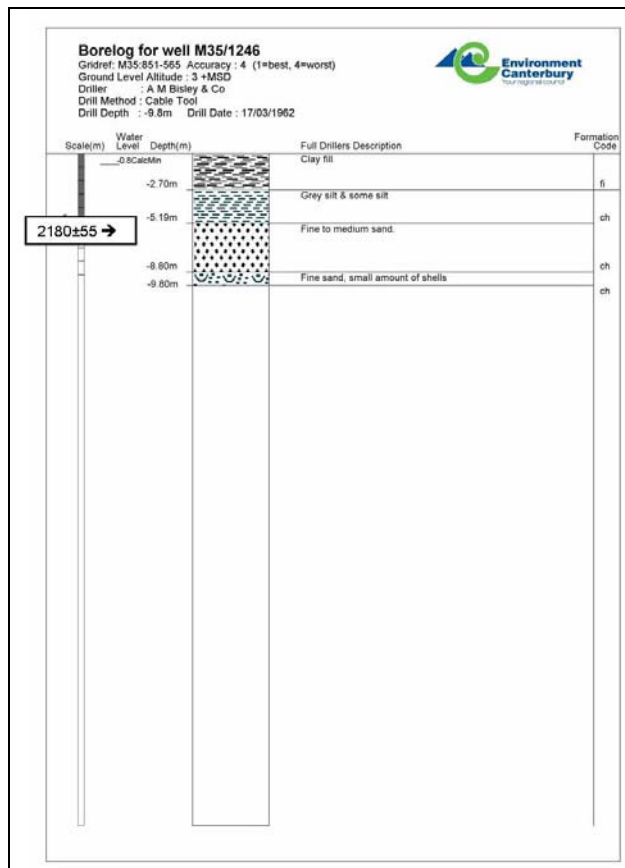 Borelog for well M35/1246
Gridref: M35:851-565 Accuracy : 4 (1=best, 4=worst)
Ground Level Altitude : 3 +MSD
Driller : A M Bisley & Co
Drill Method : Cable Tool
Drill Depth : -9.8m Drill Date : 17/03/1962
Environment
Canterbury
Your regional council
Scale(m) Water Level Depth(m) Full Drillers Description Formation Code
-0.8CalcMin Clay fill
-2.70m fi
Grey silt & some silt
-5.19m ch
2180±55 → Fine to medium sand.
-8.80m ch
Fine sand, small amount of shells
-9.80m ch